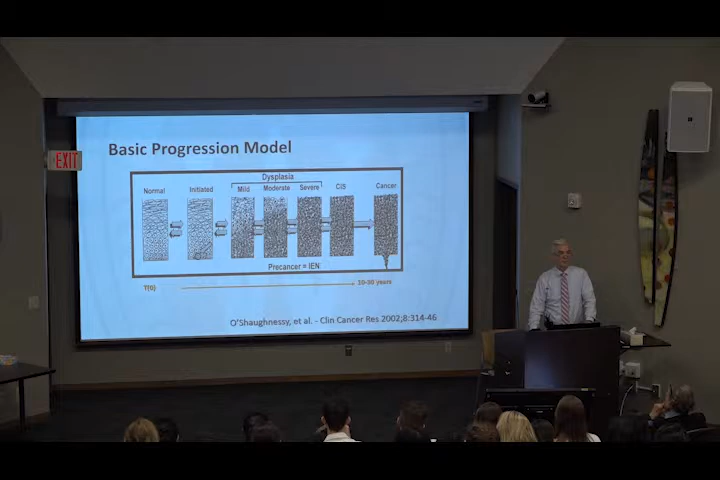 EXIT
Basic Progression Model
Dysplasia
Normal Initiated Mild Moderate Severe CIS Cancer
Precancer = IEN
T(0) 10-30 years
O'Shaughnessy, et al. - Clin Cancer Res 2002;8:314-46